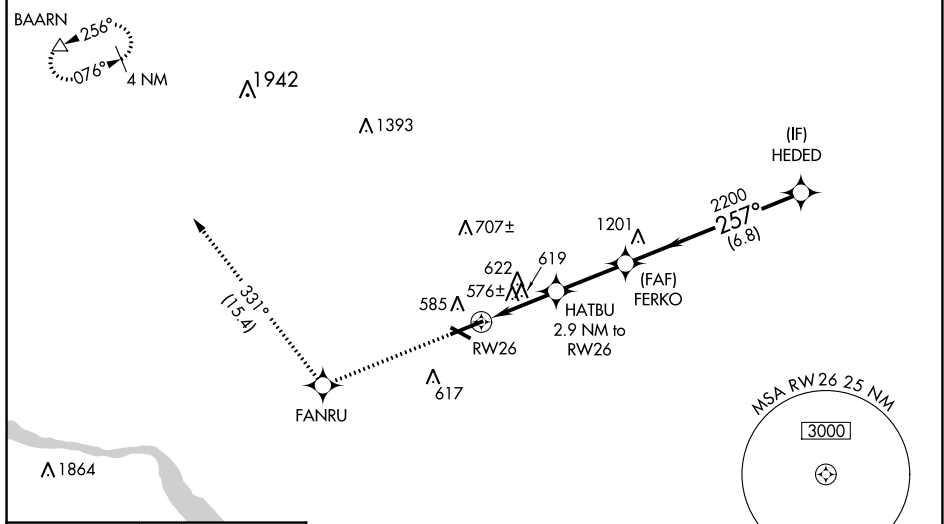 BAARN
256°
076°
4 NM
1942
1393
(IF)
HEDED
2200
257°
(6.8)
707±
1201
619
622
576±
(FAF)
FERKO
585
HATBU
2.9 NM to
RW26
RW26
331°
(15.4)
617
FANRU
MSA RW26 25 NM
3000
1864